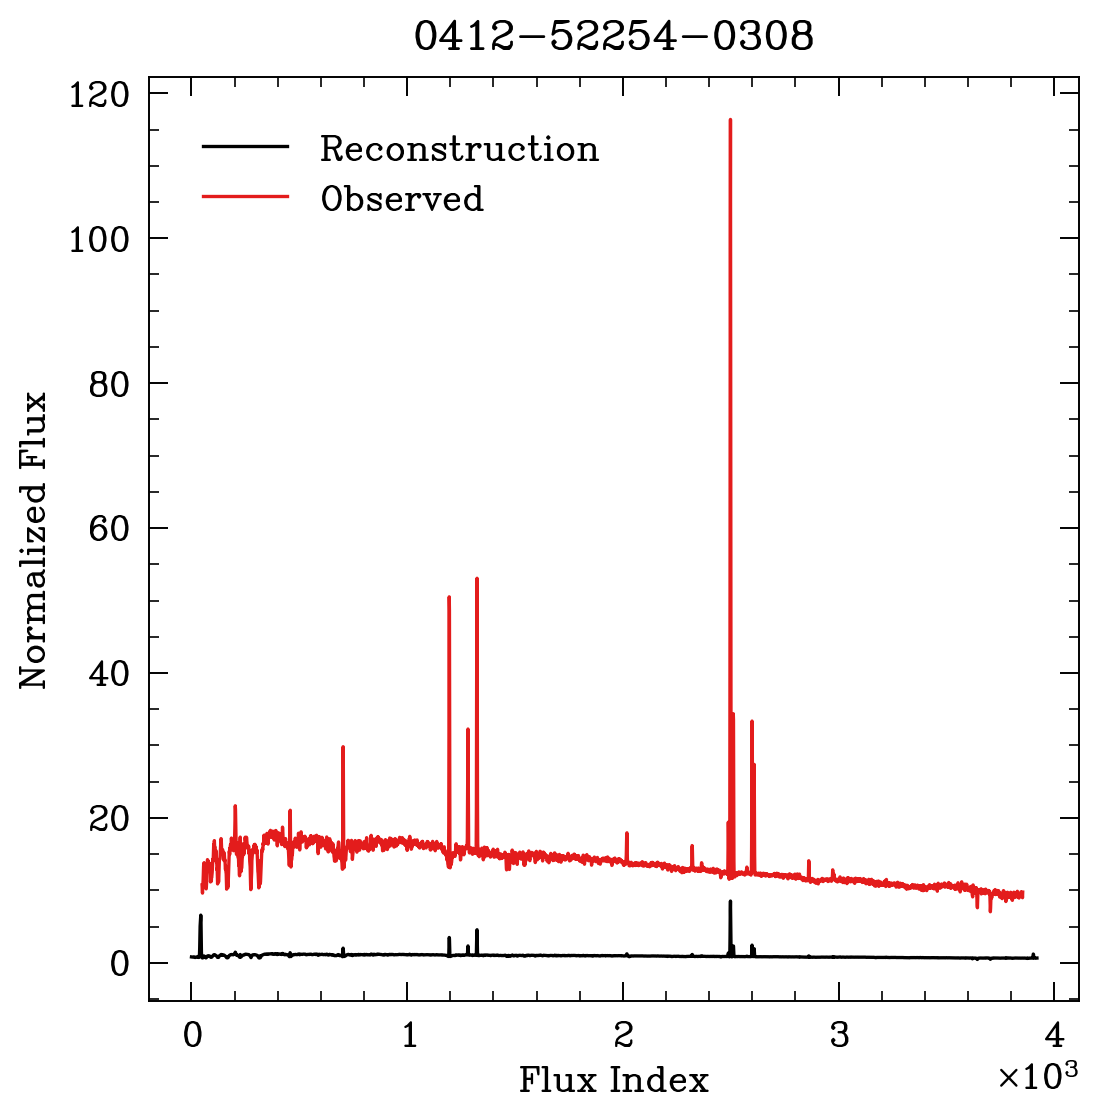 0412−52254−0308
120
100
80
60
40
20
0
Normalized Flux
Reconstruction
Observed
0 1 2 3 4
×10³
Flux Index